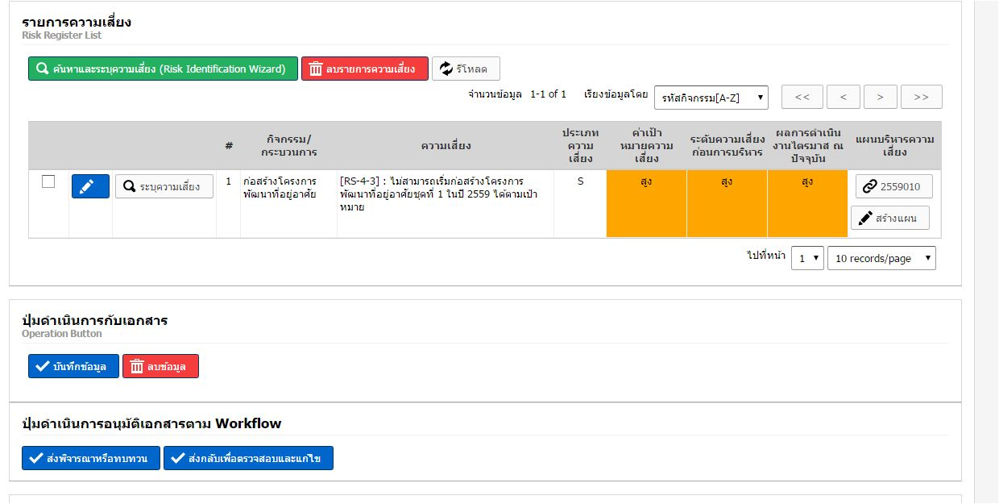 รายการความเสี่ยง
Risk Register List
ค้นหาและระบุความเสี่ยง (Risk Identification Wizard) ลบรายการความเสี่ยง รีโหลด
จำนวนข้อมูล 1-1 of 1 เรียงข้อมูลโดย รหัสกิจกรรม[A-Z] << < > >>
# กิจกรรม/
กระบวนการ
ความเสี่ยง
ประเภท
ความ
เสี่ยง
ค่าเป้า
หมายความ
เสี่ยง
ระดับความเสี่ยง
ก่อนการบริหาร
ผลการดำเนิน
งานไตรมาส ณ
ปัจจุบัน
แผนบริหารความ
เสี่ยง
ระบุความเสี่ยง
1
ก่อสร้างโครงการ
พัฒนาที่อยู่อาศัย
[RS-4-3] : ไม่สามารถเริ่มก่อสร้างโครงการ
พัฒนาที่อยู่อาศัยชุดที่ 1 ในปี 2559 ได้ตามเป้า
หมาย
S
สูง
สูง
สูง
2559010
สร้างแผน
ไปที่หน้า 1 10 records/page
ปุ่มดำเนินการกับเอกสาร
Operation Button
บันทึกข้อมูล ลบข้อมูล
ปุ่มดำเนินการอนุมัติเอกสารตาม Workflow
ส่งพิจารณาหรือทบทวน ส่งกลับเพื่อตรวจสอบและแก้ไข